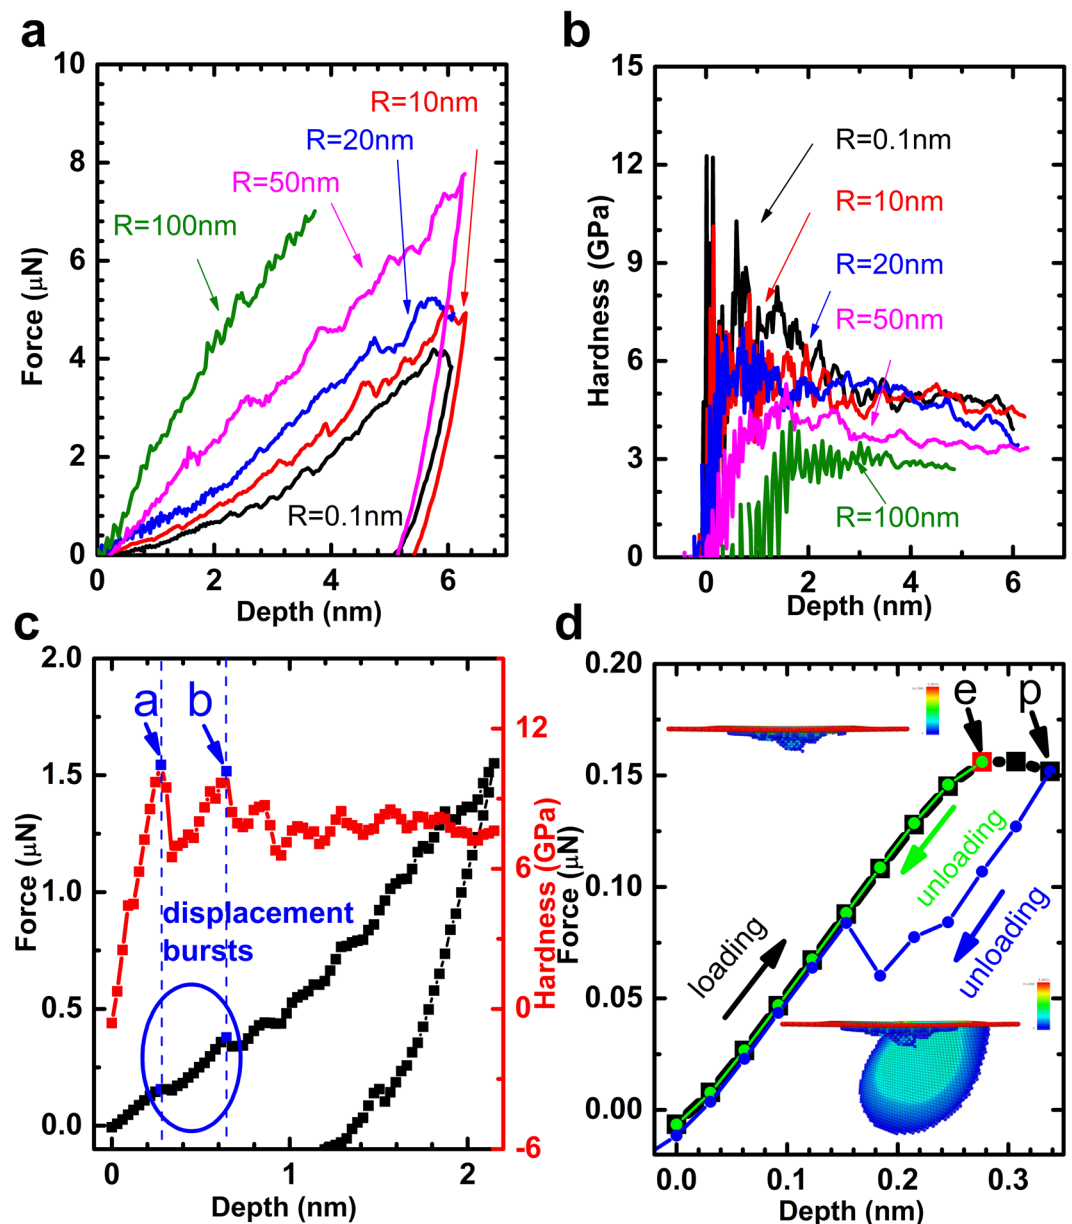 a
10
8
6
4
2
0
Force (μN)
R=10nm
R=20nm
R=50nm
R=100nm
R=0.1nm
0 2 4 6
Depth (nm)
b
15
12
9
6
3
0
Hardness (GPa)
R=0.1nm
R=10nm
R=20nm
R=50nm
R=100nm
0 2 4 6
Depth (nm)
c
2.0
1.5
1.0
0.5
0.0
Force (μN)
a b
displacement
bursts
12
6
0
-6
Hardness (GPa)
0 1 2
Depth (nm)
d
0.20
0.15
0.10
0.05
0.00
Force (μN)
e p
loading
unloading
unloading
0.0 0.1 0.2 0.3
Depth (nm)